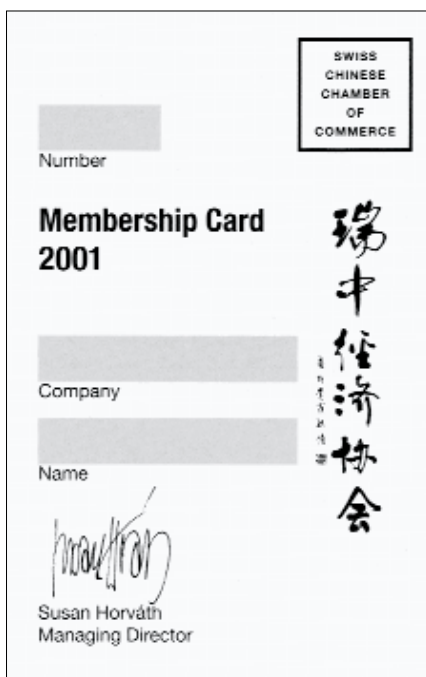 SWISS
CHINESE
CHAMBER
OF
COMMERCE
Number
Membership Card
2001
瑞中经济协会
Company
Name
Susan Horváth
Managing Director